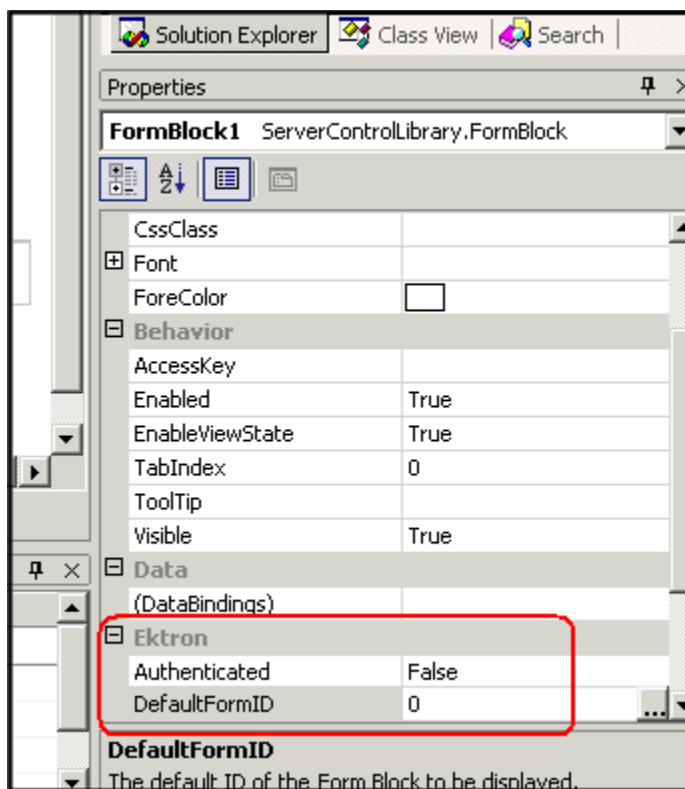 Solution Explorer Class View Search
Properties
FormBlock1 ServerControlLibrary.FormBlock
CssClass
Font
ForeColor
Behavior
AccessKey
Enabled True
EnableViewState True
TabIndex 0
ToolTip
Visible True
Data
(DataBindings)
Ektron
Authenticated False
DefaultFormID 0 ...
DefaultFormID
The default ID of the Form Block to be displayed.